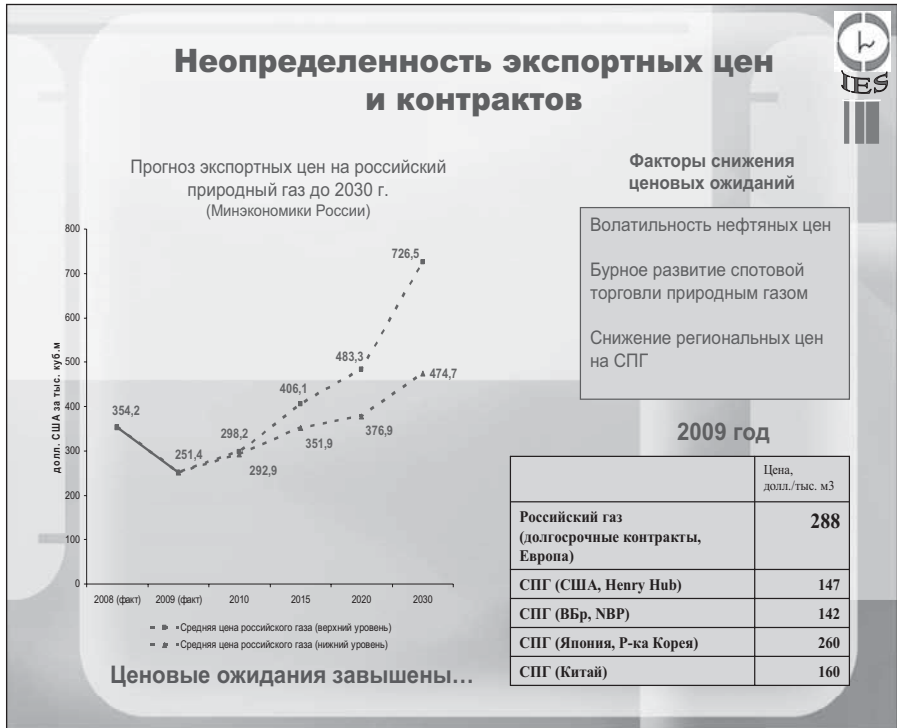 Неопределенность экспортных цен
и контрактов
IES
Прогноз экспортных цен на российский
природный газ до 2030 г.
(Минэкономики России)
долл. США за тыс. куб.м
800
700
600
500
400
300
200
100
0
354,2
251,4
298,2
292,9
406,1
351,9
483,3
376,9
726,5
474,7
2008 (факт) 2009 (факт) 2010 2015 2020 2030
Средняя цена российского газа (верхний уровень)
Средняя цена российского газа (нижний уровень)
Ценовые ожидания завышены…
Факторы снижения
ценовых ожиданий
Волатильность нефтяных цен
Бурное развитие спотовой
торговли природным газом
Снижение региональных цен
на СПГ
2009 год
Цена,
долл./тыс. м3
Российский газ
(долгосрочные контракты,
Европа) 288
СПГ (США, Henry Hub) 147
СПГ (ВБр, NBP) 142
СПГ (Япония, Р-ка Корея) 260
СПГ (Китай) 160